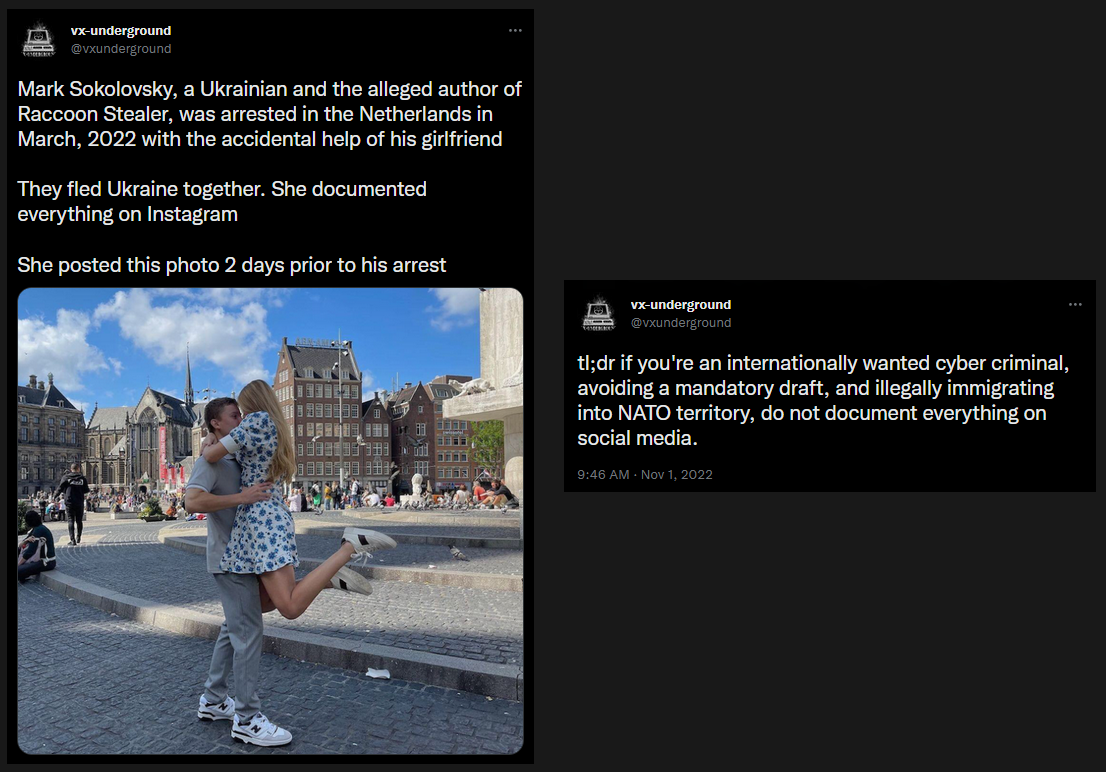 vx-underground
@vxunderground
Mark Sokolovsky, a Ukrainian and the alleged author of
Raccoon Stealer, was arrested in the Netherlands in
March, 2022 with the accidental help of his girlfriend
They fled Ukraine together. She documented
everything on Instagram
She posted this photo 2 days prior to his arrest
vx-underground
@vxunderground
tl;dr if you're an internationally wanted cyber criminal,
avoiding a mandatory draft, and illegally immigrating
into NATO territory, do not document everything on
social media.
9:46 AM · Nov 1, 2022